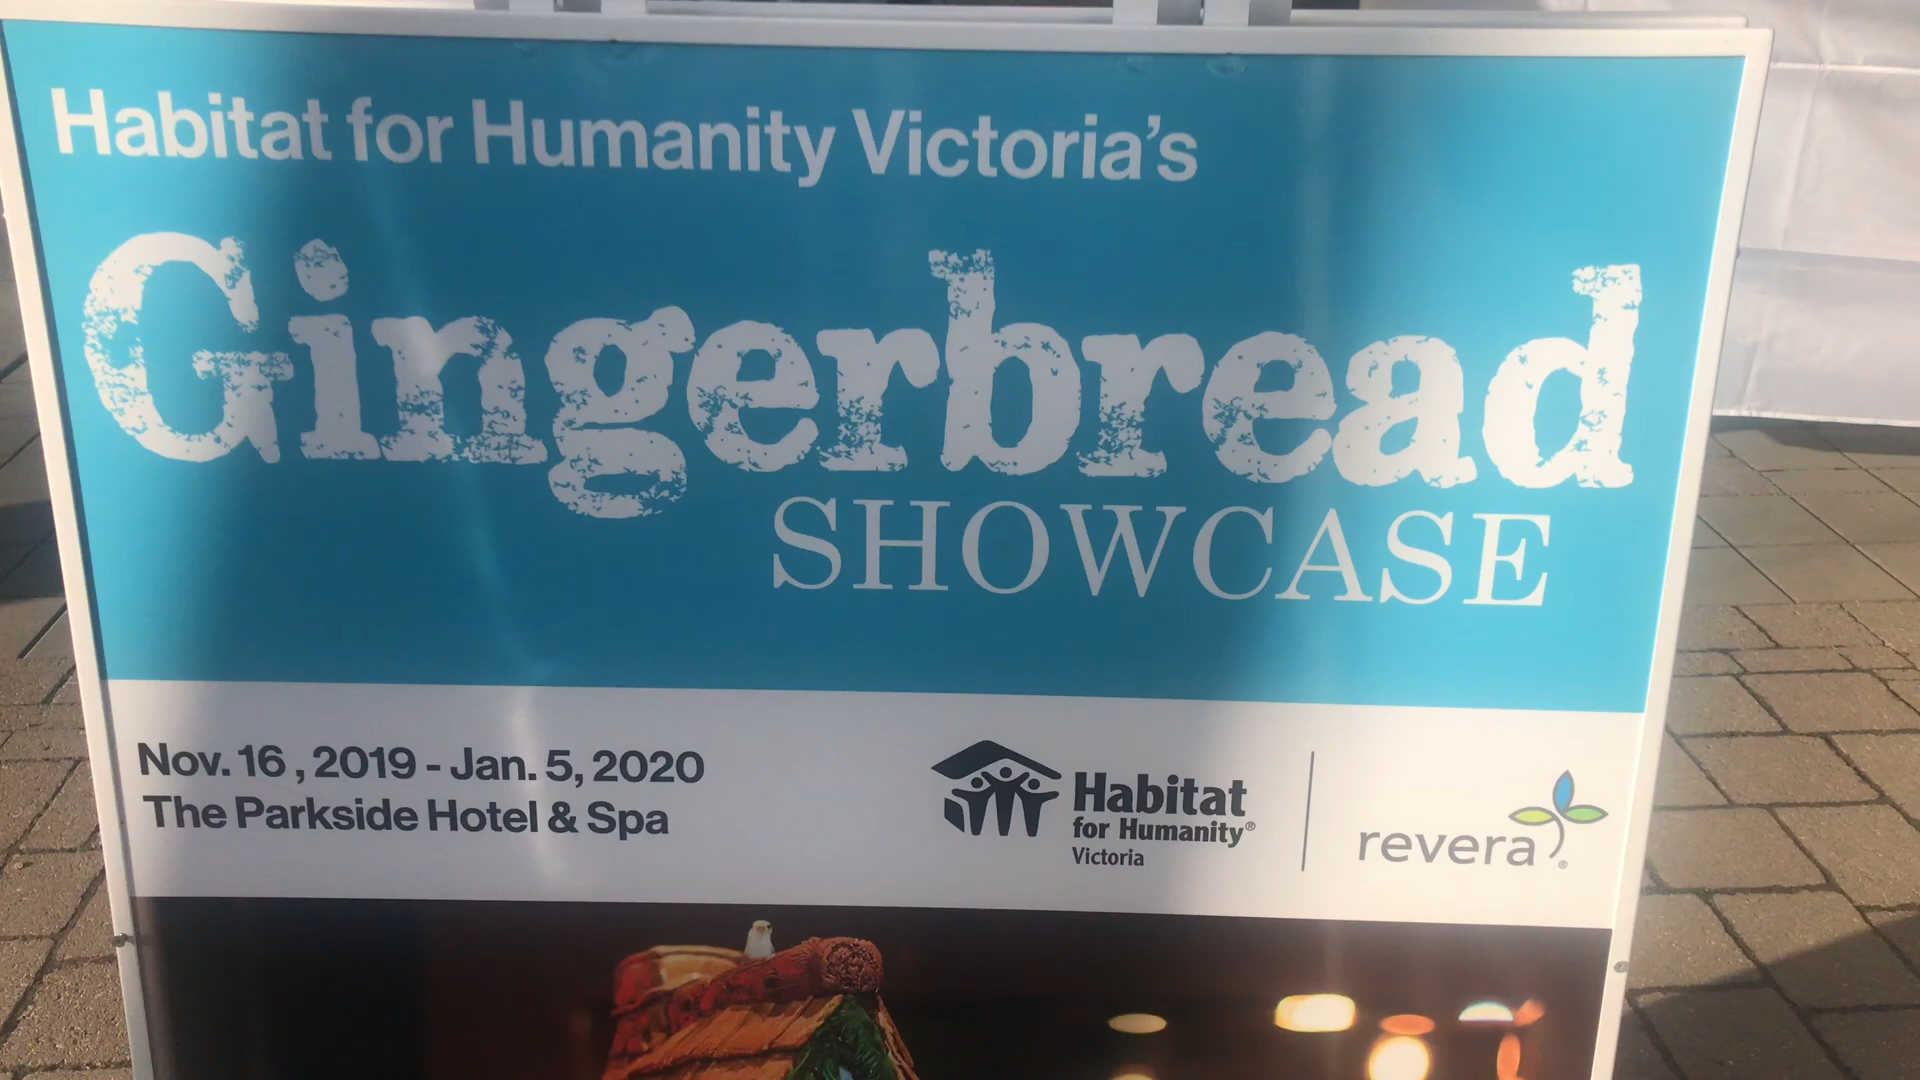 Habitat for Humanity Victoria's
Gingerbread
SHOWCASE
Nov. 16 , 2019 - Jan. 5, 2020
The Parkside Hotel & Spa
Habitat
for Humanity®
Victoria
revera®